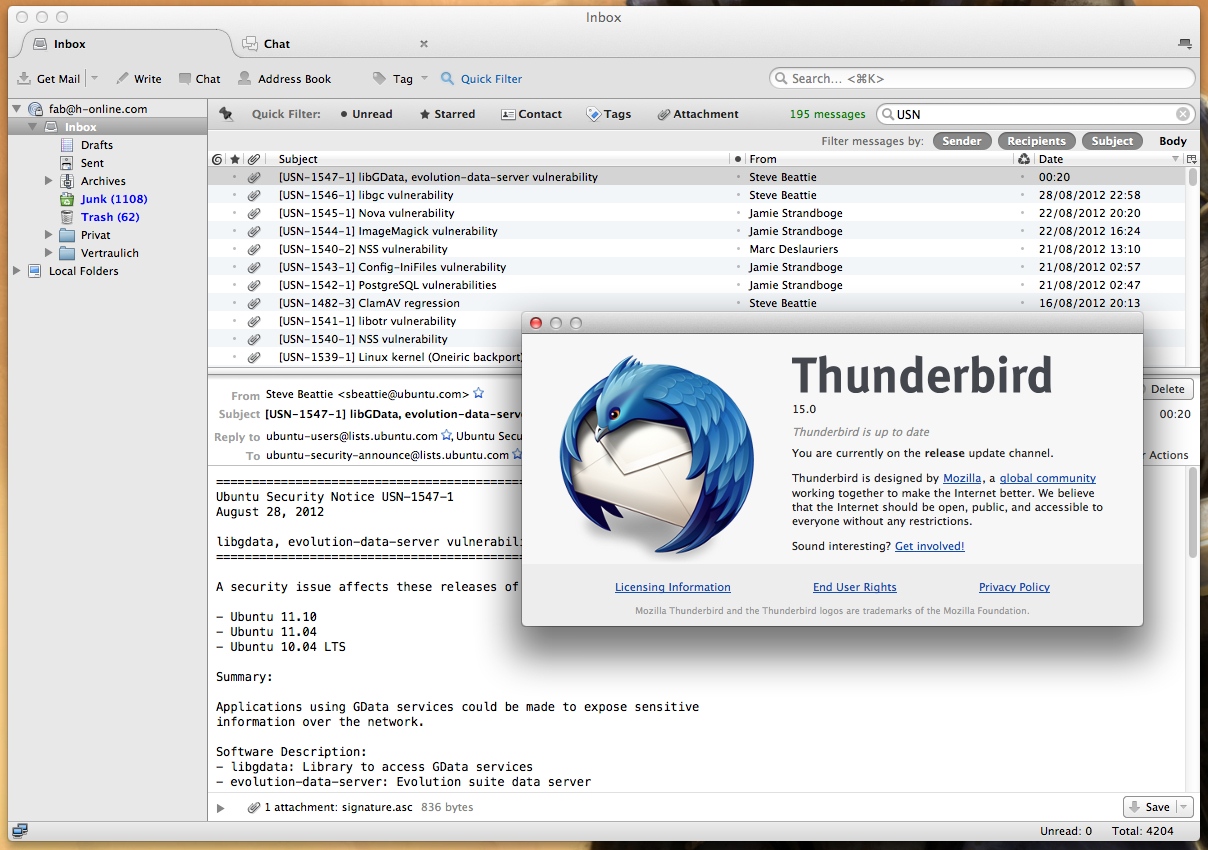 Inbox
Inbox
Chat
Get Mail
Write
Chat
Address Book
Tag
Quick Filter
Search... <⌘K>
fab@h-online.com
Inbox
Drafts
Sent
Archives
Junk (1108)
Trash (62)
Privat
Vertraulich
Local Folders
Quick Filter: Unread Starred Contact Tags Attachment 195 messages USN
Filter messages by: Sender Recipients Subject Body
Subject From Date
[USN-1547-1] libGData, evolution-data-server vulnerability Steve Beattie 00:20
[USN-1546-1] libgc vulnerability Steve Beattie 28/08/2012 22:58
[USN-1545-1] Nova vulnerability Jamie Strandboge 22/08/2012 20:20
[USN-1544-1] ImageMagick vulnerability Jamie Strandboge 22/08/2012 16:24
[USN-1540-2] NSS vulnerability Marc Deslauriers 21/08/2012 13:10
[USN-1543-1] Config-IniFiles vulnerability Jamie Strandboge 21/08/2012 02:57
[USN-1542-1] PostgreSQL vulnerabilities Jamie Strandboge 21/08/2012 02:47
[USN-1482-3] ClamAV regression Steve Beattie 16/08/2012 20:13
[USN-1541-1] libotr vulnerability
[USN-1540-1] NSS vulnerability
[USN-1539-1] Linux kernel (Oneiric backport)
From Steve Beattie <sbeattie@ubuntu.com>
Delete
Subject [USN-1547-1] libGData, evolution-data-serv
00:20
Reply to ubuntu-users@lists.ubuntu.com, Ubuntu Secu
To ubuntu-security-announce@lists.ubuntu.com
Actions
=========================================
Ubuntu Security Notice USN-1547-1
August 28, 2012
libgdata, evolution-data-server vulnerabili
=========================================
A security issue affects these releases of
- Ubuntu 11.10
- Ubuntu 11.04
- Ubuntu 10.04 LTS
Summary:
Applications using GData services could be made to expose sensitive
information over the network.
Software Description:
- libgdata: Library to access GData services
- evolution-data-server: Evolution suite data server
1 attachment: signature.asc 836 bytes
Save
Unread: 0 Total: 4204
Thunderbird
15.0
Thunderbird is up to date
You are currently on the release update channel.
Thunderbird is designed by Mozilla, a global community
working together to make the Internet better. We believe
that the Internet should be open, public, and accessible to
everyone without any restrictions.
Sound interesting? Get involved!
Licensing Information End User Rights Privacy Policy
Mozilla Thunderbird and the Thunderbird logos are trademarks of the Mozilla Foundation.